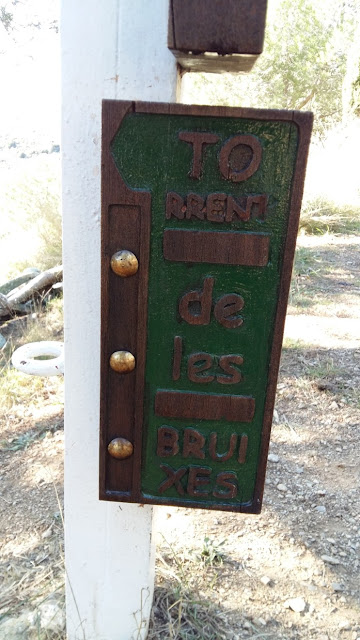 TO
RRENT
de
les
BRUI
XES